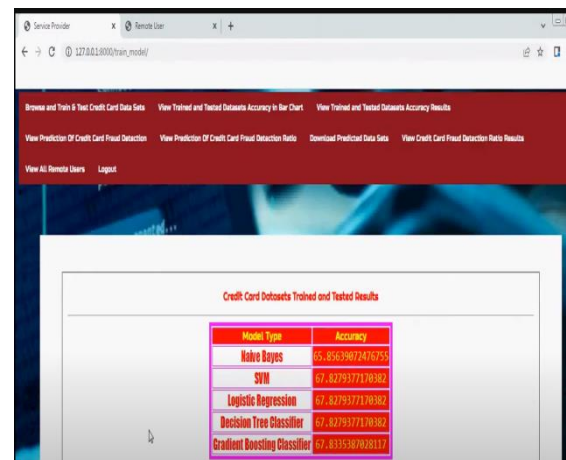 Service Provider
Remote User
127.0.0.1:8000/train_model/
Browse and Train & Test Credit Card Data Sets View Trained and Tested Datasets Accuracy in Bar Chart View Trained and Tested Datasets Accuracy Results
View Prediction Of Credit Card Fraud Detection View Prediction Of Credit Card Fraud Detection Ratio Download Predicted Data Sets View Credit Card Fraud Detection Ratio Results
View All Remote Users Logout
Credit Card Datasets Trained and Tested Results
Model Type Accuracy
Naive Bayes 65.85639072476755
SVM 67.8279377170382
Logistic Regression 67.8279377170382
Decision Tree Classifier 67.8279377170382
Gradient Boosting Classifier 67.8335387028117